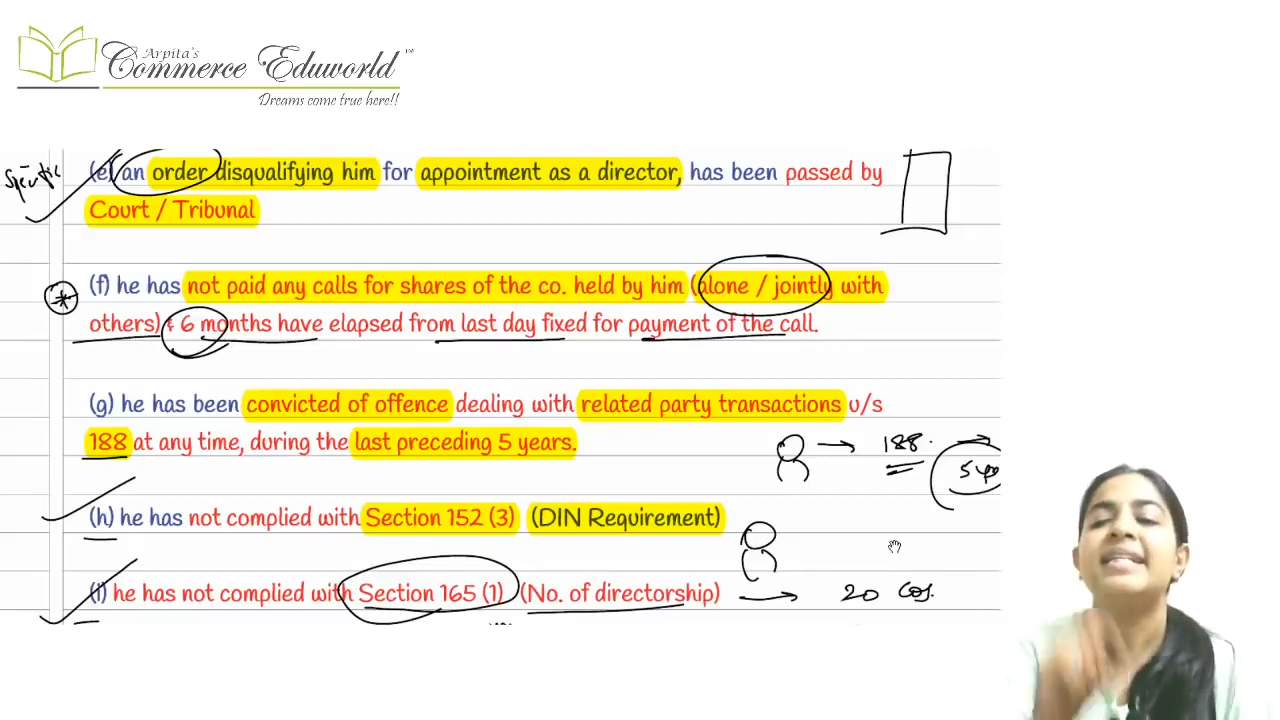 Arpita's
Commerce Eduworld™
Dreams come true here!!
(e) an order disqualifying him for appointment as a director, has been passed by
Court / Tribunal
(f) he has not paid any calls for shares of the co. held by him (alone / jointly with
others) & 6 months have elapsed from last day fixed for payment of the call.
(g) he has been convicted of offence dealing with related party transactions u/s
188 at any time, during the last preceding 5 years.
188
(h) he has not complied with Section 152 (3) (DIN Requirement)
(i) he has not complied with Section 165 (1) (No. of directorship)
20 cos.